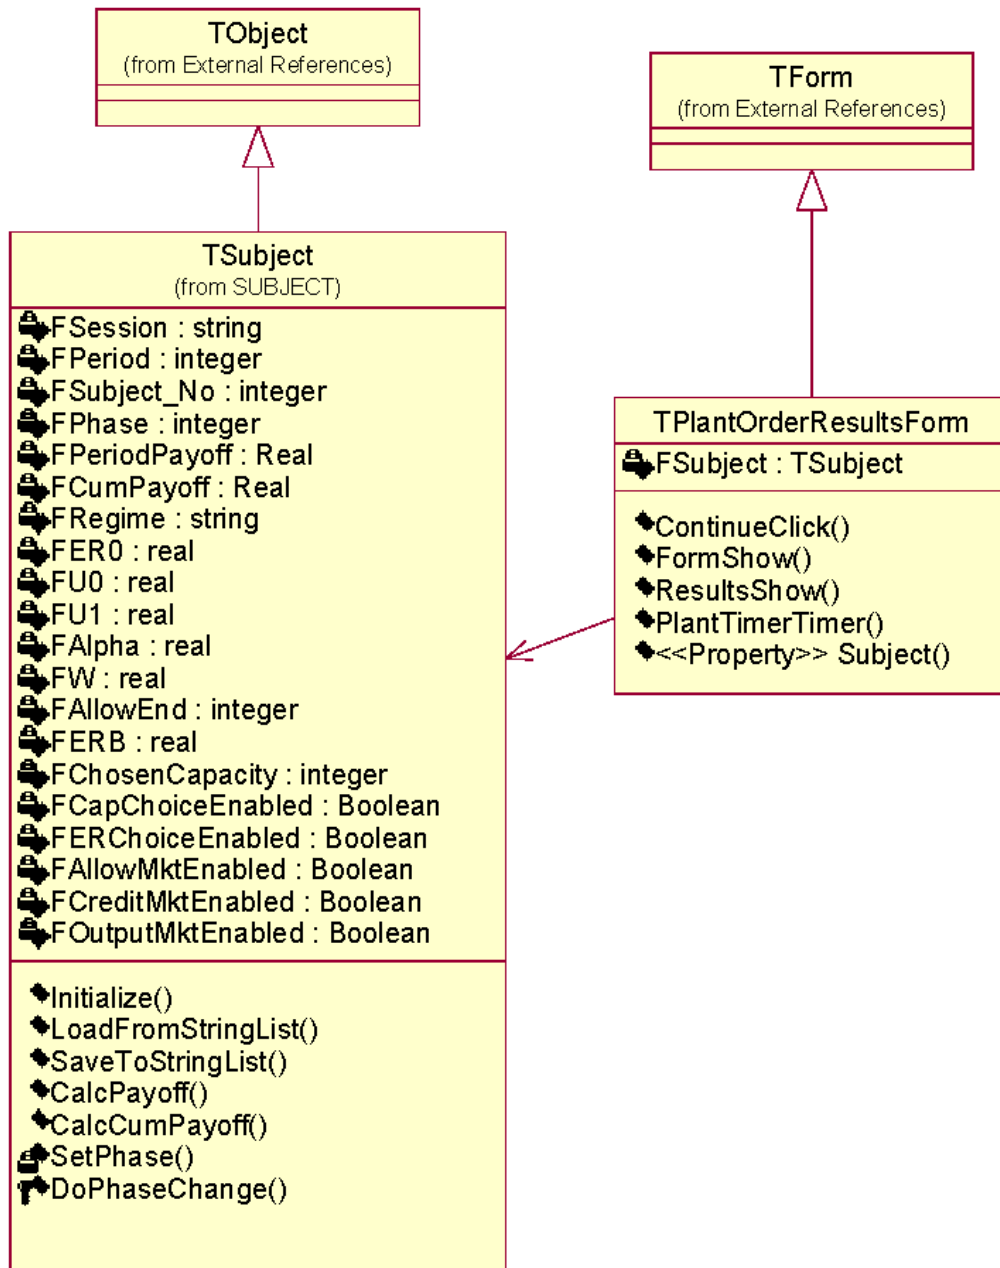 TObject
(from External References)
TForm
(from External References)
TSubject
(from SUBJECT)
FSession : string
FPeriod : integer
FSubject_No : integer
FPhase : integer
FPeriodPayoff : Real
FCumPayoff : Real
FRegime : string
FER0 : real
FU0 : real
FU1 : real
FAlpha : real
FW : real
FAllowEnd : integer
FERB : real
FChosenCapacity : integer
FCapChoiceEnabled : Boolean
FERChoiceEnabled : Boolean
FAllowMktEnabled : Boolean
FCreditMktEnabled : Boolean
FOutputMktEnabled : Boolean
Initialize()
LoadFromStringList()
SaveToStringList()
CalcPayoff()
CalcCumPayoff()
SetPhase()
DoPhaseChange()
TPlantOrderResultsForm
FSubject : TSubject
ContinueClick()
FormShow()
ResultsShow()
PlantTimerTimer()
<<Property>> Subject()